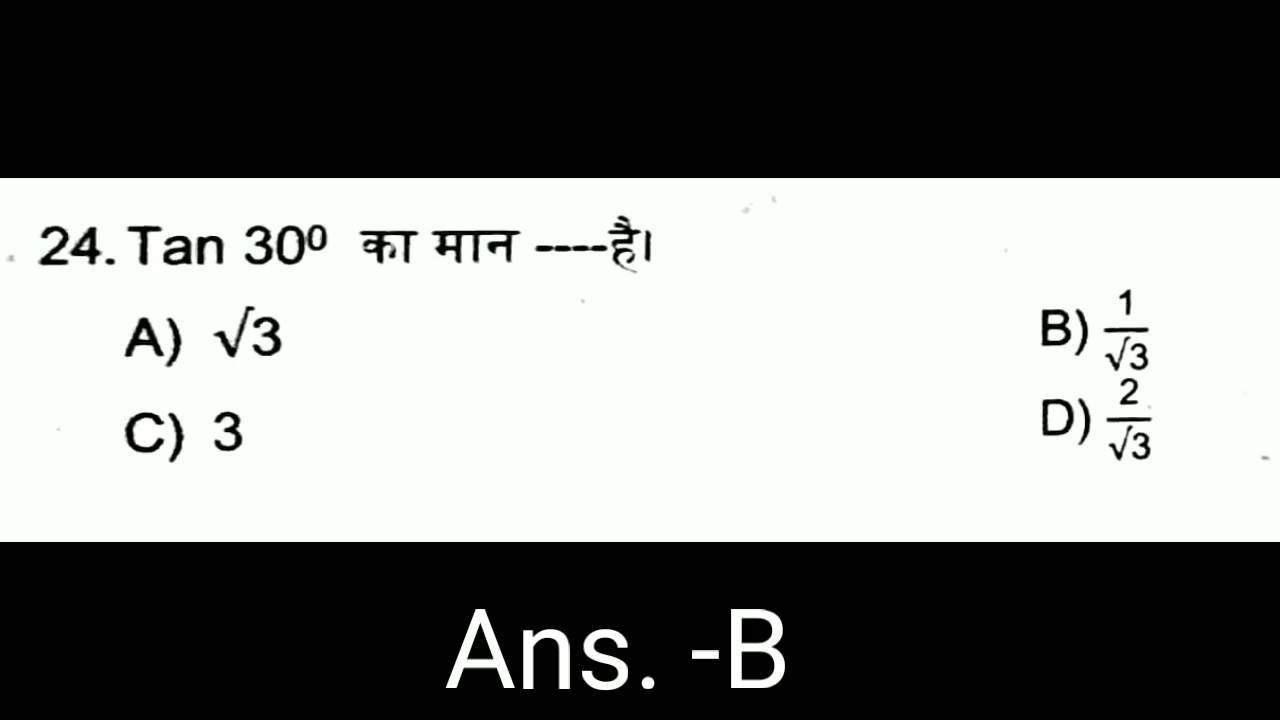 24. Tan 30⁰ का मान ----है।
A) √3
B) 1/√3
C) 3
D) 2/√3
Ans. -B